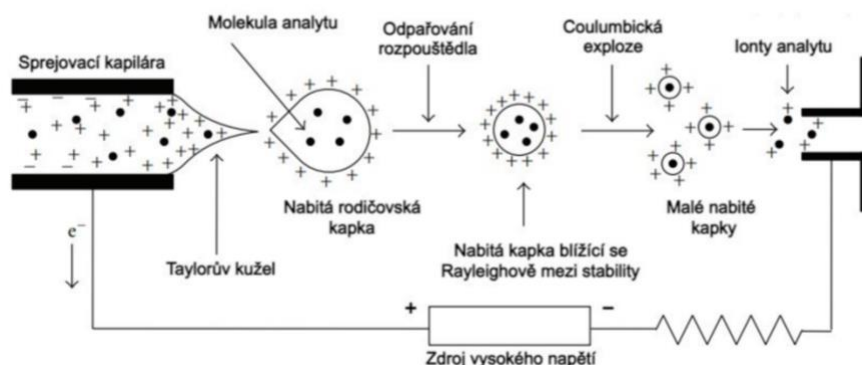 Molekula analytu
Odpařování
rozpouštědla
Coulumbická
exploze
Ionty analytu
Sprejovací kapilára
Nabitá rodičovská
kapka
Malé nabité
kapky
e⁻
Taylorův kužel
Nabitá kapka blížící se
Rayleighově mezi stability
+
−
Zdroj vysokého napětí